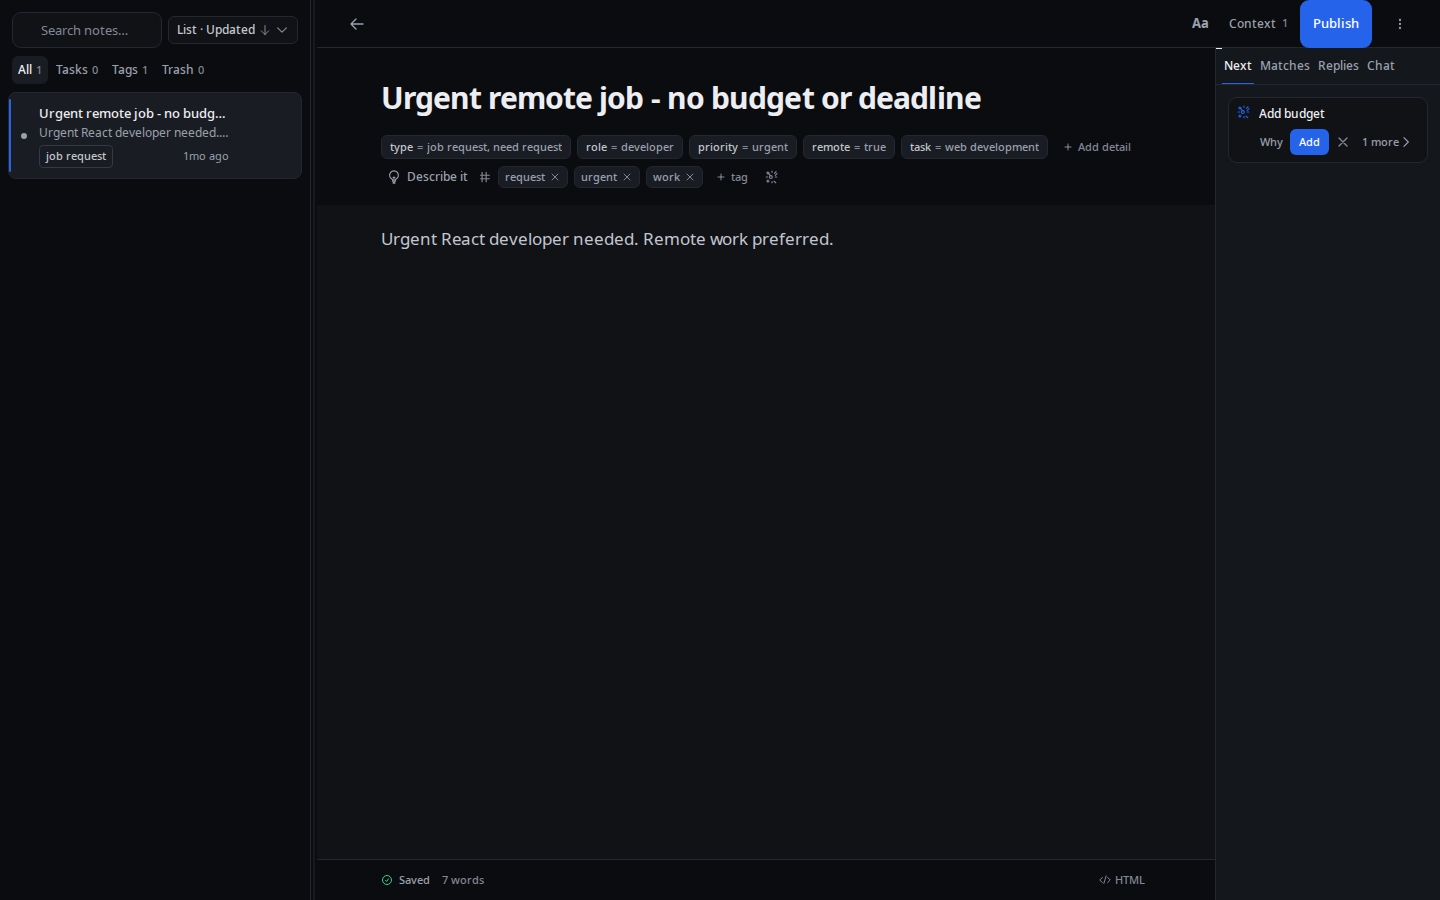 Search notes...
List · Updated
All 1
Tasks 0
Tags 1
Trash 0
Urgent remote job - no budg...
Urgent React developer needed....
job request
1mo ago
Aa
Context 1
Publish
Urgent remote job - no budget or deadline
type = job request, need request
role = developer
priority = urgent
remote = true
task = web development
+ Add detail
Describe it
# request ×
urgent ×
work ×
+ tag
Urgent React developer needed. Remote work preferred.
Saved
7 words
</> HTML
Next
Matches
Replies
Chat
Add budget
Why
Add
1 more